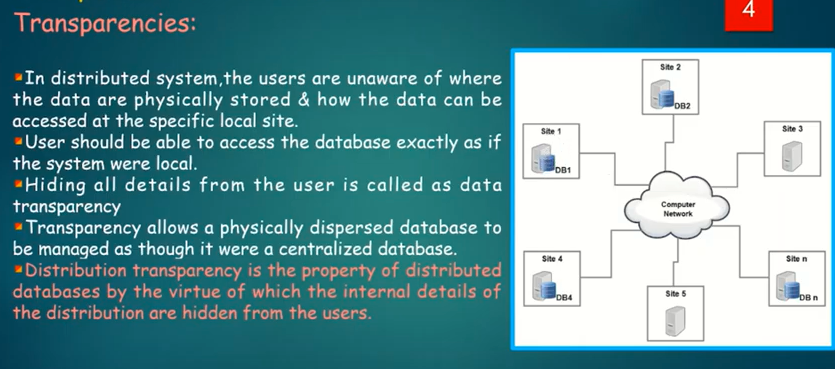 4
Transparencies:
▪In distributed system,the users are unaware of where
the data are physically stored & how the data can be
accessed at the specific local site.
▪User should be able to access the database exactly as if
the system were local.
▪Hiding all details from the user is called as data
transparency
▪Transparency allows a physically dispersed database to
be managed as though it were a centralized database.
▪Distribution transparency is the property of distributed
databases by the virtue of which the internal details of
the distribution are hidden from the users.
Site 2
DB2
Site 1
DB1
Site 3
Computer
Network
Site 4
DB4
Site 5
Site n
DB n